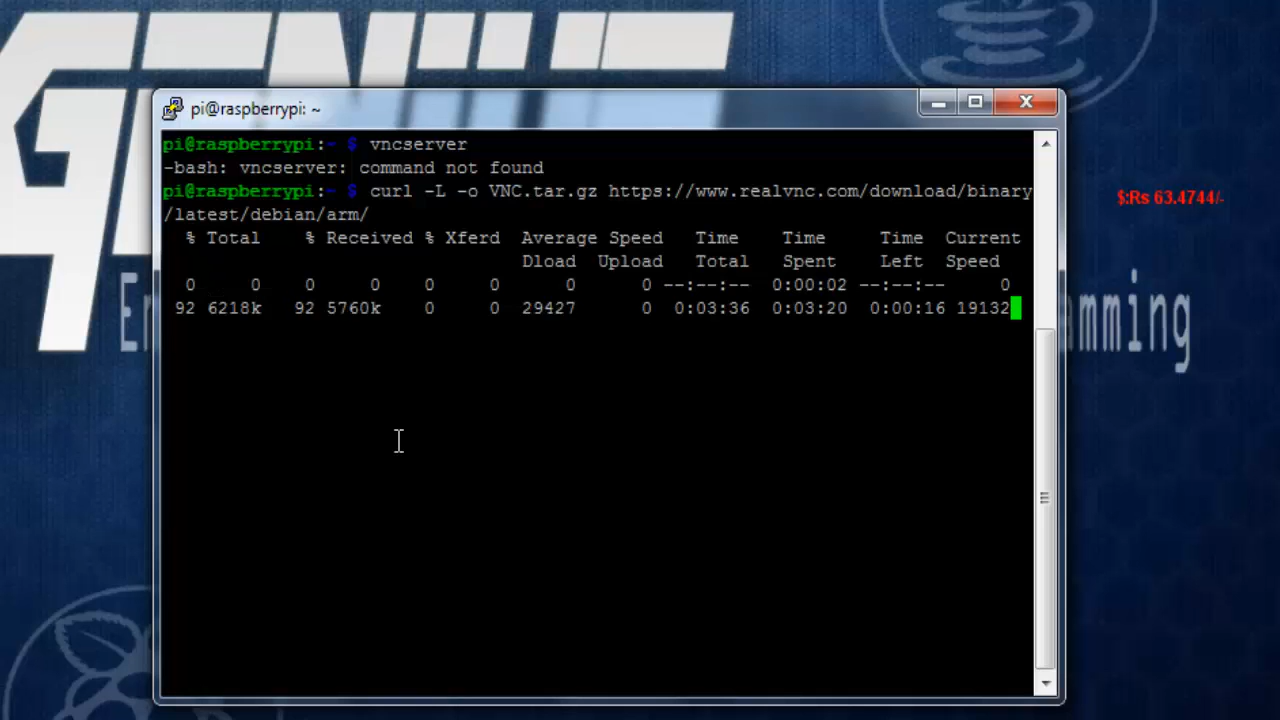 pi@raspberrypi: ~
pi@raspberrypi:~ $ vncserver
-bash: vncserver: command not found
pi@raspberrypi:~ $ curl -L -o VNC.tar.gz https://www.realvnc.com/download/binary
/latest/debian/arm/
% Total % Received % Xferd Average Speed Time Time Time Current
Dload Upload Total Spent Left Speed
0 0 0 0 0 0 0 0 --:--:-- 0:00:02 --:--:-- 0
92 6218k 92 5760k 0 0 29427 0 0:03:36 0:03:20 0:00:16 19132
$:Rs 63.4744/-